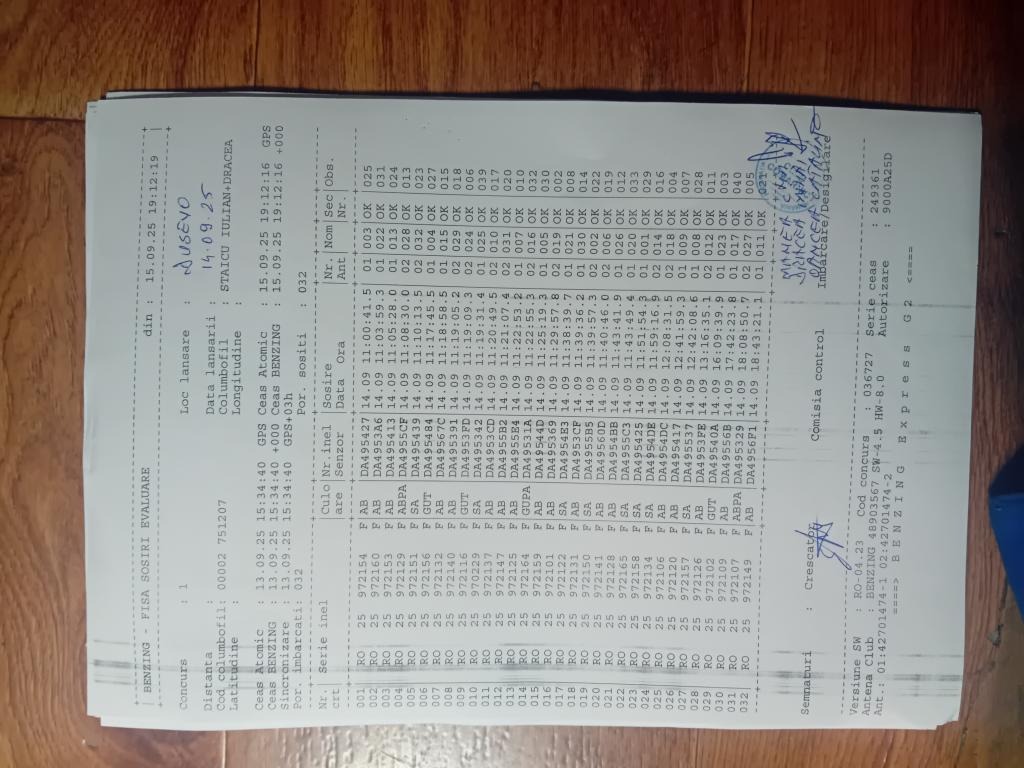 BENZING - FISA SOSIRI EVALUARE din : 15.09.25 19:12:19
Concurs : 1 Loc lansare : DUSEVO
Distanta : Data lansarii : 14.09.25
Cod columbofil: 00002 751207 Columbofil : STAICU IULIAN+DRACEA
Latitudine : Longitudine :
Ceas Atomic : 13.09.25 15:34:40 GPS Ceas Atomic : 15.09.25 19:12:16 GPS
Ceas BENZING : 13.09.25 15:34:40 +000 Ceas BENZING : 15.09.25 19:12:16 +000
Sincronizare : 13.09.25 15:34:40 GPS+03h
Por. imbarcati: 032 Por. sositi : 032
Nr. Serie inel |Culo|Nr.inel |Sosire |Nr. |Nom|Sec|Obs.
crt |are |Senzor |Data Ora |Ant| |Nr.|
001 RO 25 972154 F AB DA495427 14.09 11:00:41.5 01 003 OK 025
002 RO 25 972160 F AB DA4953A6 14.09 11:03:59.3 01 022 OK 031
003 RO 25 972153 F AB DA495413 14.09 11:08:28.0 01 013 OK 024
004 RO 25 972129 F ABPA DA4955CF 14.09 11:08:30.0 02 028 OK 013
005 RO 25 972151 F SA DA495439 14.09 11:10:13.5 02 032 OK 023
006 RO 25 972156 F GUT DA495484 14.09 11:17:45.5 01 004 OK 027
007 RO 25 972132 F AB DA49567C 14.09 11:18:58.5 01 015 OK 015
008 RO 25 972140 F AB DA495391 14.09 11:19:05.2 02 029 OK 018
009 RO 25 972116 F GUT DA4953FD 14.09 11:19:09.3 02 024 OK 006
010 RO 25 970229 F SA DA495342 14.09 11:19:31.4 01 025 OK 039
011 RO 25 972137 F AB DA4953CD 14.09 11:20:49.5 02 010 OK 017
012 RO 25 972147 F AB DA4955B2 14.09 11:21:07.4 02 031 OK 020
013 RO 25 972125 F AB DA4955E4 14.09 11:22:53.2 01 007 OK 010
014 RO 25 972164 F GUPA DA49531A 14.09 11:22:55.3 02 016 OK 032
015 RO 25 972159 F AB DA49544D 14.09 11:25:19.3 01 005 OK 030
016 RO 25 972101 F AB DA495369 14.09 11:29:57.8 02 019 OK 002
017 RO 25 972122 F SA DA4954E3 14.09 11:38:39.7 01 021 OK 008
018 RO 25 972131 F AB DA4953CF 14.09 11:39:36.2 01 030 OK 014
019 RO 25 972150 F SA DA4955B5 14.09 11:39:57.3 02 002 OK 022
020 RO 25 972141 F AB DA49560D 14.09 11:40:46.0 02 006 OK 019
021 RO 25 972128 F AB DA4954BB 14.09 11:43:41.9 01 026 OK 012
022 RO 25 972165 F SA DA4955C3 14.09 11:43:49.4 01 020 OK 033
023 RO 25 972158 F SA DA495425 14.09 11:51:54.3 01 001 OK 029
024 RO 25 972134 F SA DA4954DE 14.09 11:59:16.9 02 014 OK 016
025 RO 25 972106 F AB DA4954DC 14.09 12:08:31.5 01 018 OK 004
026 RO 25 972120 F AB DA495417 14.09 12:41:59.3 02 009 OK 007
027 RO 25 972157 F SA DA495537 14.09 12:42:08.6 01 008 OK 028
028 RO 25 972126 F AB DA4953FE 14.09 13:16:35.1 01 012 OK 011
029 RO 25 972102 F GUT DA49540A 14.09 16:09:39.9 02 023 OK 003
030 RO 25 972109 F AB DA4956EB 14.09 17:42:23.8 01 017 OK 040
031 RO 25 972107 F ABPA DA495329 14.09 18:08:50.7 02 027 OK 005
032 RO 25 972149 F AB DA4956F1 14.09 18:43:21.1 01 011 OK 021
Semnaturi : Crescator Comisia control Imbarcare/Desigilare
Versiune SW : RO-04.23 Cod concurs : 036727 Serie ceas : 249361
Antena Club : BENZING 48903567 SW-4.5 HW-8.0 Autorizare : 9000A25D
Ant.: 01:42701474-1 02:42701474-2
====> B E N Z I N G E x p r e s s G 2 <====